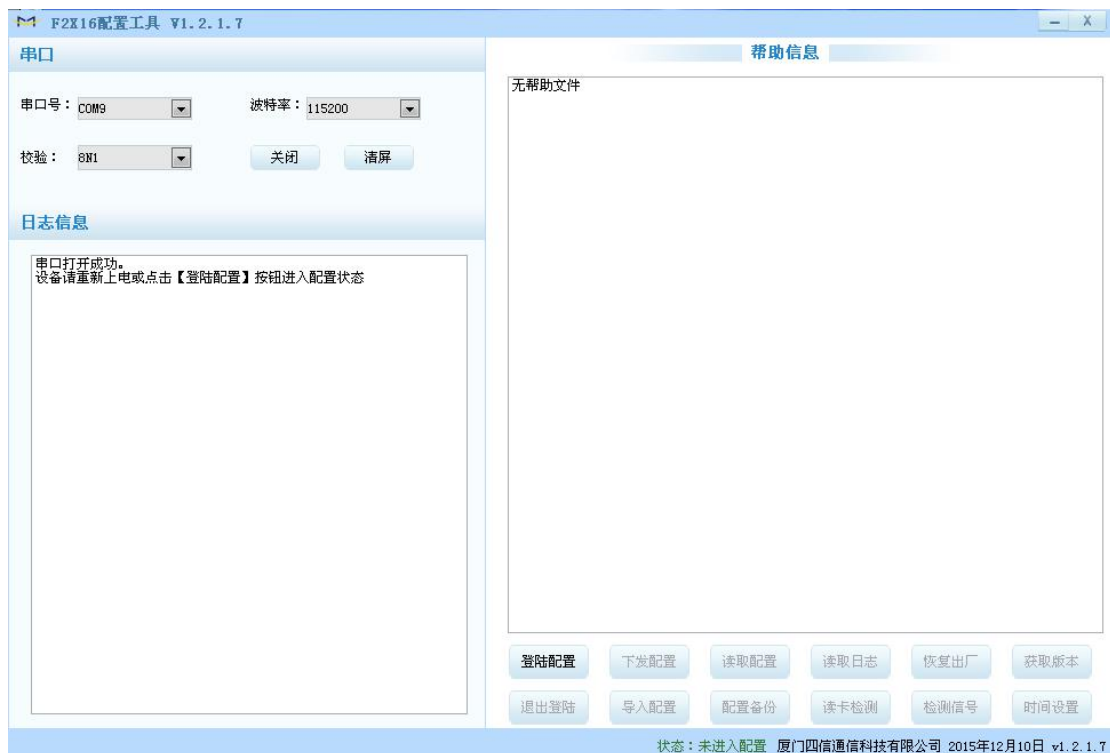 F2X16配置工具 V1.2.1.7
串口
串口号：
COM9
波特率：
115200
校验：
8N1
关闭
清屏
日志信息
串口打开成功。
设备请重新上电或点击【登陆配置】按钮进入配置状态
帮助信息
无帮助文件
登陆配置
下发配置
读取配置
读取日志
恢复出厂
获取版本
退出登陆
导入配置
配置备份
读卡检测
检测信号
时间设置
状态：未进入配置 厦门四信通信科技有限公司 2015年12月10日 v1.2.1.7